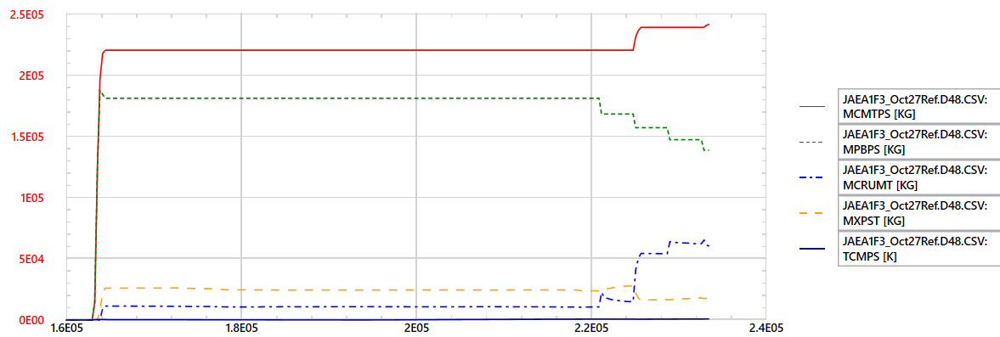 2.5E05
2E05
1.5E05
1E05
5E04
0E00
1.6E05
1.8E05
2E05
2.2E05
2.4E05
JAEA1F3_Oct27Ref.D48.CSV:
MCMTPS [KG]
JAEA1F3_Oct27Ref.D48.CSV:
MPBPS [KG]
JAEA1F3_Oct27Ref.D48.CSV:
MCRUMT [KG]
JAEA1F3_Oct27Ref.D48.CSV:
MXPST [KG]
JAEA1F3_Oct27Ref.D48.CSV:
TCMPS [K]